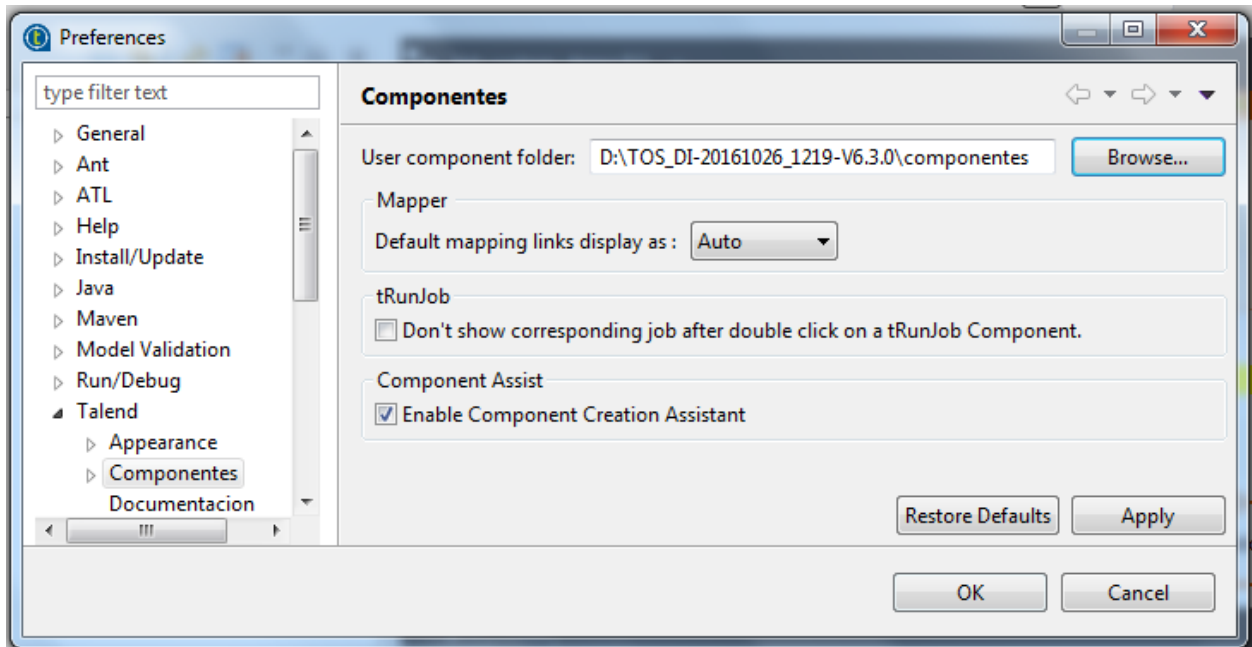 Preferences
type filter text
General
Ant
ATL
Help
Install/Update
Java
Maven
Model Validation
Run/Debug
Talend
Appearance
Componentes
Documentacion
Componentes
User component folder: D:\TOS_DI-20161026_1219-V6.3.0\componentes Browse...
Mapper
Default mapping links display as : Auto
tRunJob
Don't show corresponding job after double click on a tRunJob Component.
Component Assist
Enable Component Creation Assistant
Restore Defaults Apply
OK Cancel